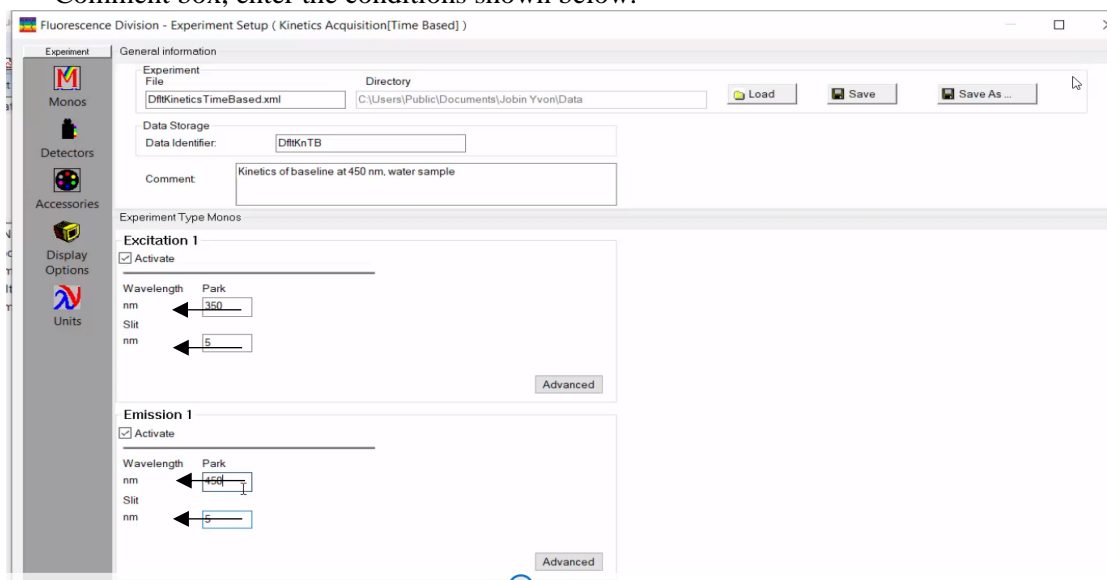 Comment box, enter the conditions shown below.
Fluorescence Division - Experiment Setup ( Kinetics Acquisition[Time Based] )
Experiment
General information
Experiment
File
Directory
DfltKineticsTimeBased.xml
C:\Users\Public\Documents\Jobin Yvon\Data
Load
Save
Save As ...
Monos
Data Storage
Data Identifier:
DfltKnTB
Detectors
Comment:
Kinetics of baseline at 450 nm, water sample
Accessories
Experiment Type Monos
Excitation 1
Display
Options
Activate
Wavelength Park
nm 350
Slit
nm 5
Units
Advanced
Emission 1
Activate
Wavelength Park
nm 450
Slit
nm 5
Advanced